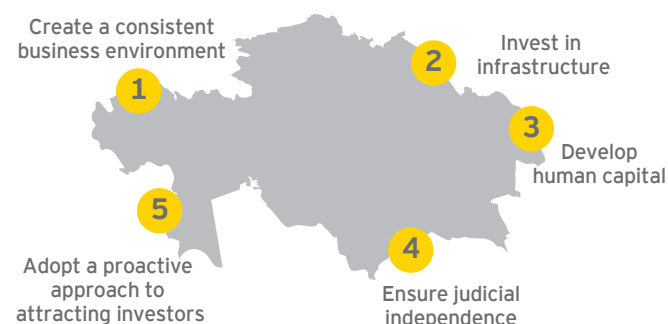 Create a consistent
business environment
1
2
Invest in
infrastructure
3
Develop
human capital
5
Adopt a proactive
approach to
attracting investors
4
Ensure judicial
independence